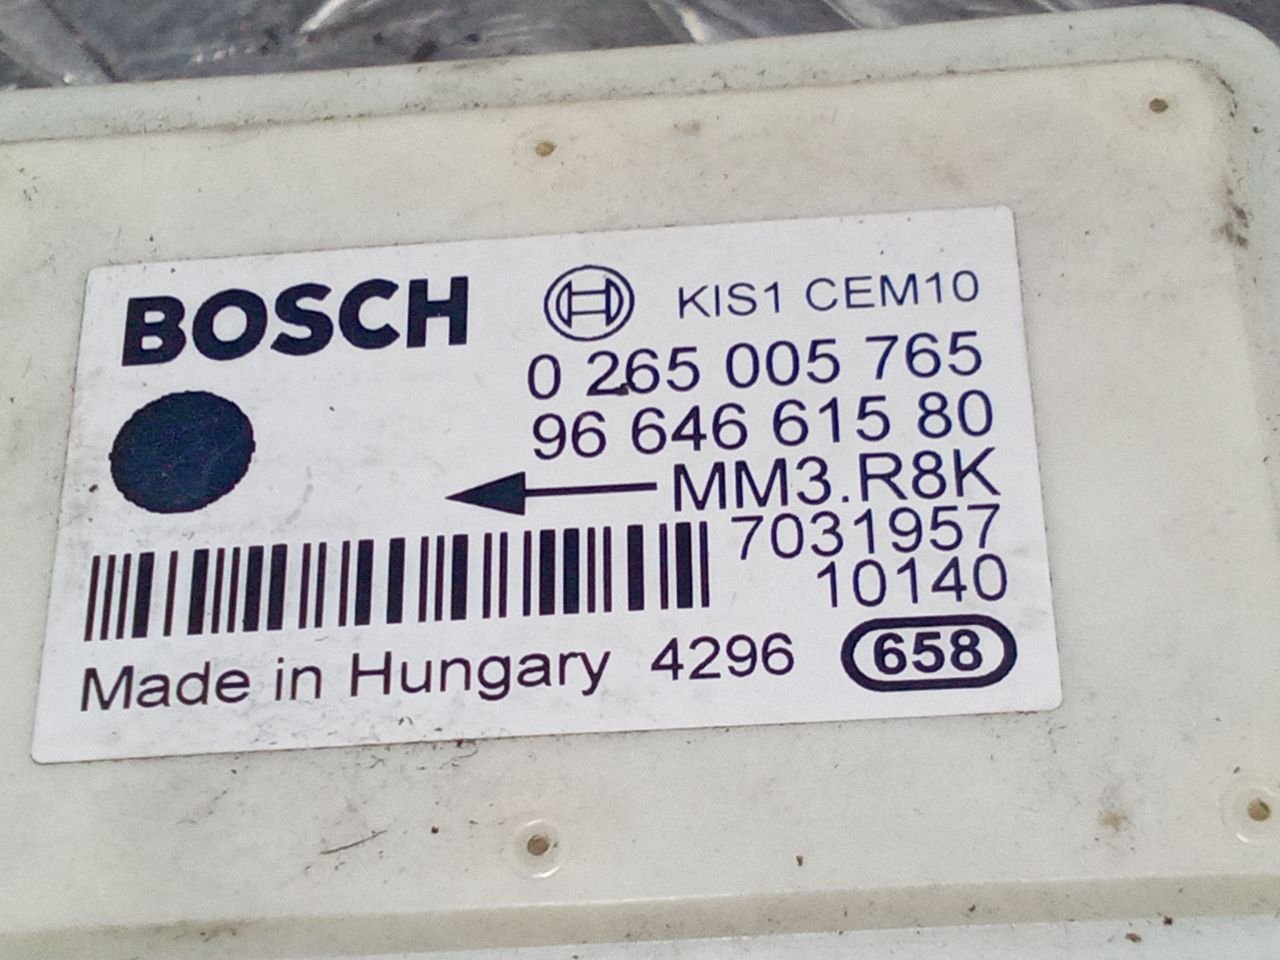 BOSCH
KIS1 CEM10
0 265 005 765
96 646 615 80
MM3.R8K
7031957
10140
Made in Hungary 4296 658